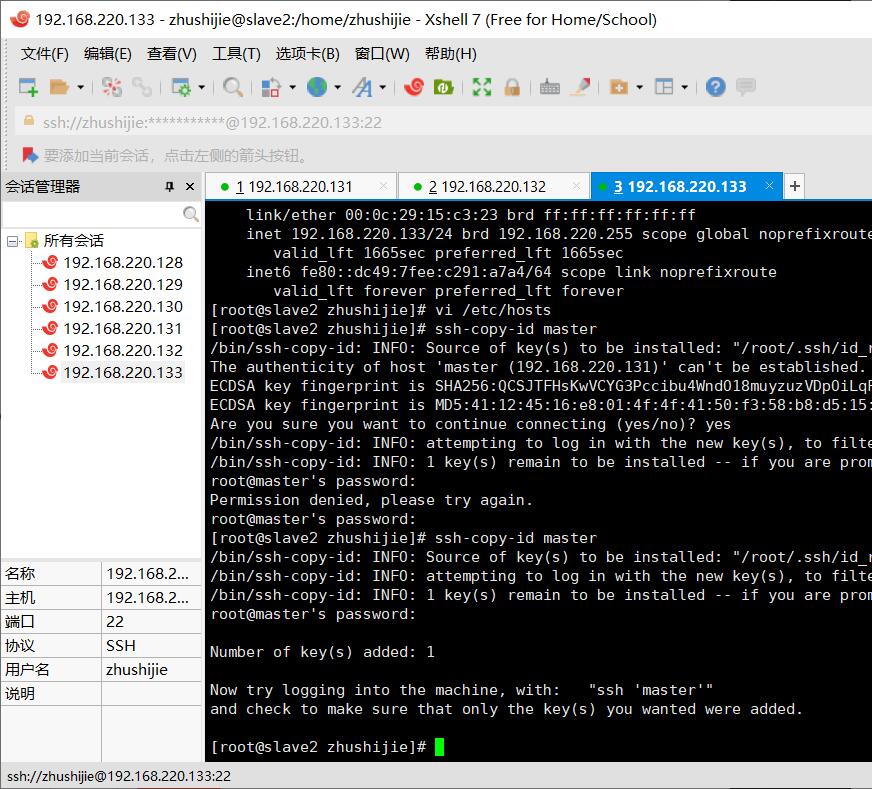 192.168.220.133 - zhushijie@slave2:/home/zhushijie - Xshell 7 (Free for Home/School)
文件(F) 编辑(E) 查看(V) 工具(T) 选项卡(B) 窗口(W) 帮助(H)
ssh://zhushijie:***********@192.168.220.133:22
要添加当前会话，点击左侧的箭头按钮。
会话管理器
1 192.168.220.131 2 192.168.220.132 3 192.168.220.133
所有会话
192.168.220.128
192.168.220.129
192.168.220.130
192.168.220.131
192.168.220.132
192.168.220.133
名称 192.168.2...
主机 192.168.2...
端口 22
协议 SSH
用户名 zhushijie
说明
link/ether 00:0c:29:15:c3:23 brd ff:ff:ff:ff:ff:ff
inet 192.168.220.133/24 brd 192.168.220.255 scope global noprefixroute
valid_lft 1665sec preferred_lft 1665sec
inet6 fe80::dc49:7fee:c291:a7a4/64 scope link noprefixroute
valid_lft forever preferred_lft forever
[root@slave2 zhushijie]# vi /etc/hosts
[root@slave2 zhushijie]# ssh-copy-id master
/bin/ssh-copy-id: INFO: Source of key(s) to be installed: "/root/.ssh/id_r
The authenticity of host 'master (192.168.220.131)' can't be established.
ECDSA key fingerprint is SHA256:QCSJTFHsKwVCYG3Pccibu4WndO18muyzuzVDpOiLqF
ECDSA key fingerprint is MD5:41:12:45:16:e8:01:4f:4f:41:50:f3:58:b8:d5:15:
Are you sure you want to continue connecting (yes/no)? yes
/bin/ssh-copy-id: INFO: attempting to log in with the new key(s), to filte
/bin/ssh-copy-id: INFO: 1 key(s) remain to be installed -- if you are prom
root@master's password:
Permission denied, please try again.
root@master's password:
[root@slave2 zhushijie]# ssh-copy-id master
/bin/ssh-copy-id: INFO: Source of key(s) to be installed: "/root/.ssh/id_r
/bin/ssh-copy-id: INFO: attempting to log in with the new key(s), to filte
/bin/ssh-copy-id: INFO: 1 key(s) remain to be installed -- if you are prom
root@master's password:
Number of key(s) added: 1
Now try logging into the machine, with:   "ssh 'master'"
and check to make sure that only the key(s) you wanted were added.
[root@slave2 zhushijie]#
ssh://zhushijie@192.168.220.133:22